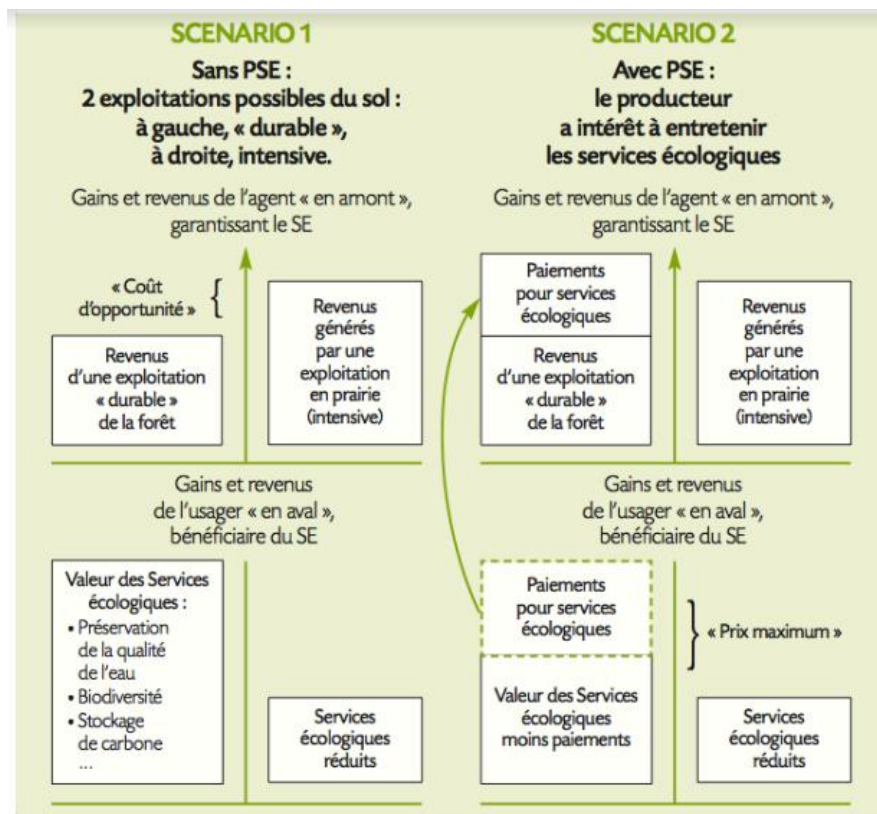 SCENARIO 1
Sans PSE :
2 exploitations possibles du sol :
à gauche, « durable »,
à droite, intensive.
Gains et revenus de l'agent « en amont »,
garantissant le SE
« Coût
d'opportunité »
Revenus
d'une exploitation
« durable »
de la forêt
Revenus
générés
par une
exploitation
en prairie
(intensive)
Gains et revenus
de l'usager « en aval »,
bénéficiaire du SE
Valeur des Services
écologiques :
• Préservation
de la qualité
de l'eau
• Biodiversité
• Stockage
de carbone
...
Services
écologiques
réduits
SCENARIO 2
Avec PSE :
le producteur
a intérêt à entretenir
les services écologiques
Gains et revenus de l'agent « en amont »,
garantissant le SE
Paiements
pour services
écologiques
Revenus
d'une exploitation
« durable »
de la forêt
Revenus
générés
par une
exploitation
en prairie
(intensive)
Gains et revenus
de l'usager « en aval »,
bénéficiaire du SE
Paiements
pour services
écologiques
« Prix maximum »
Valeur des Services
écologiques
moins paiements
Services
écologiques
réduits